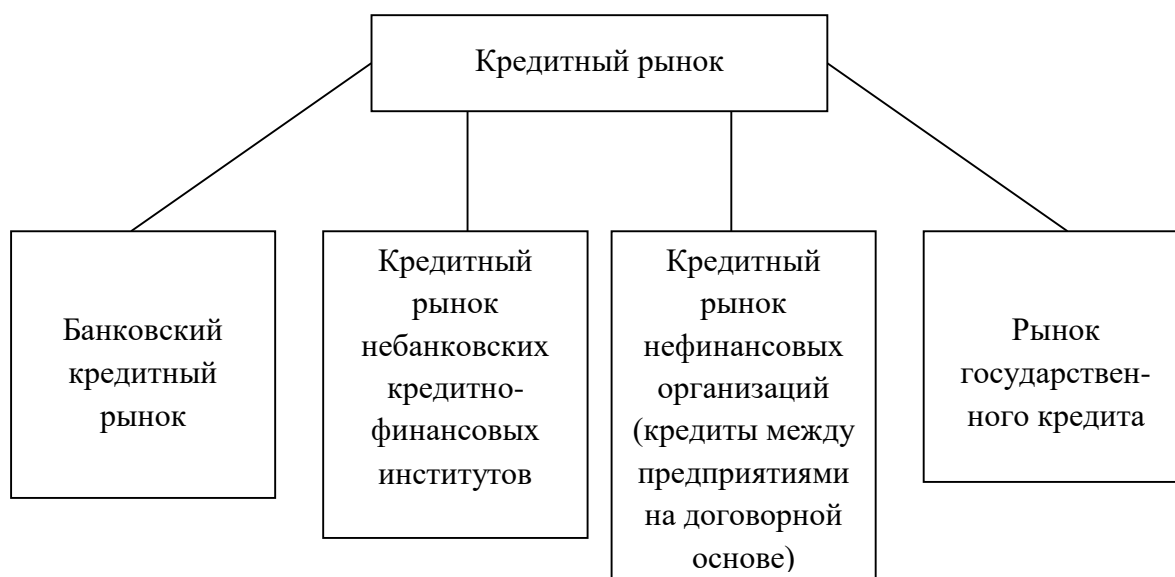 Кредитный рынок
Банковский
кредитный
рынок
Кредитный
рынок
небанковских
кредитно-
финансовых
институтов
Кредитный
рынок
нефинансовых
организаций
(кредиты между
предприятиями
на договорной
основе)
Рынок
государствен-
ного кредита